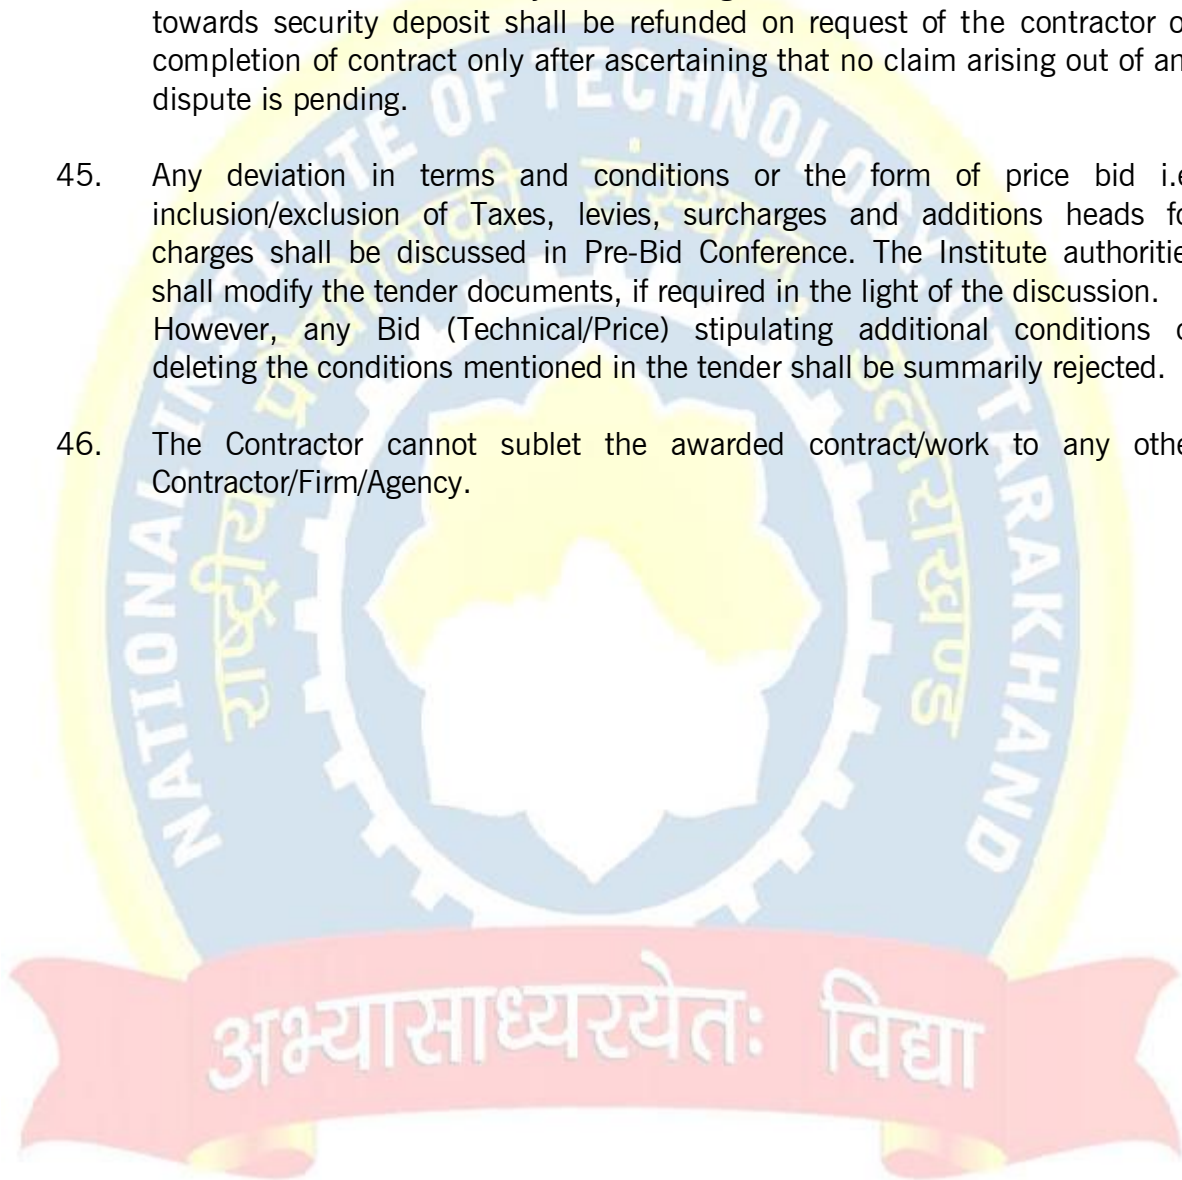 towards security deposit shall be refunded on request of the contractor o
completion of contract only after ascertaining that no claim arising out of an
dispute is pending.
45. Any deviation in terms and conditions or the form of price bid i.e
inclusion/exclusion of Taxes, levies, surcharges and additions heads fo
charges shall be discussed in Pre-Bid Conference. The Institute authoritie
shall modify the tender documents, if required in the light of the discussion.
However, any Bid (Technical/Price) stipulating additional conditions o
deleting the conditions mentioned in the tender shall be summarily rejected.
46. The Contractor cannot sublet the awarded contract/work to any othe
Contractor/Firm/Agency.
NATIONAL INSTITUTE OF TECHNOLOGY, UTTARAKHAND
राष्ट्रीय प्रौद्योगिकी संस्थान, उत्तराखण्ड
अभ्यासाध्यरयेतः विद्या